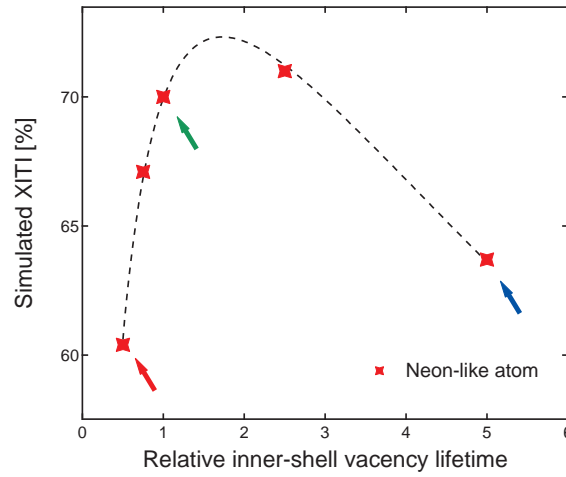 Simulated XITI [%]
70
65
60
Neon-like atom
0 1 2 3 4 5 6
Relative inner-shell vacancy lifetime